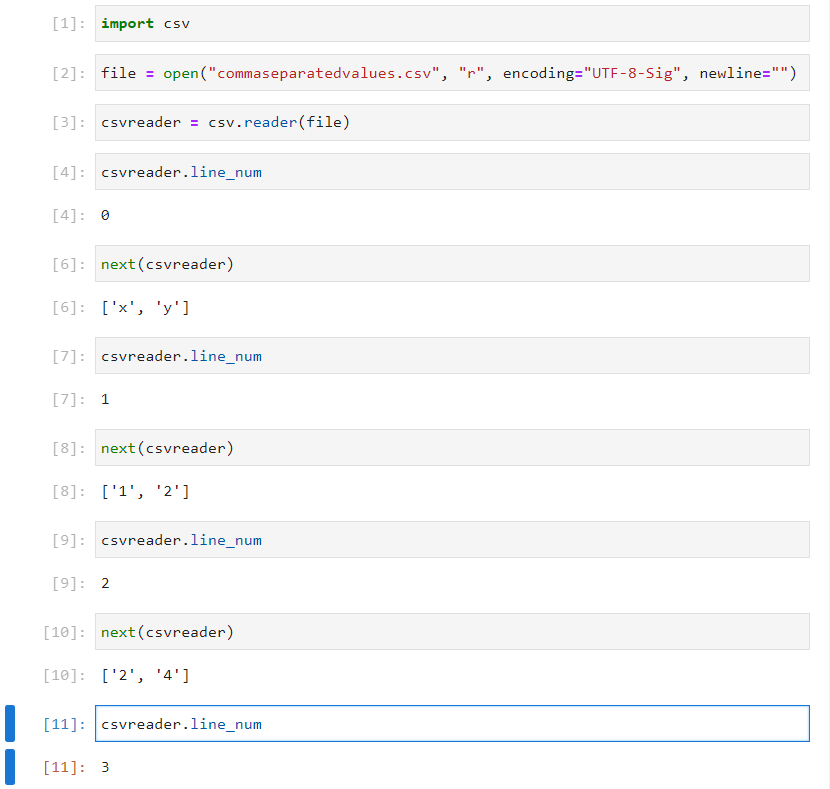 [1]: import csv
[2]: file = open("commaseparatedvalues.csv", "r", encoding="UTF-8-Sig", newline="")
[3]: csvreader = csv.reader(file)
[4]: csvreader.line_num
[4]: 0
[6]: next(csvreader)
[6]: ['x', 'y']
[7]: csvreader.line_num
[7]: 1
[8]: next(csvreader)
[8]: ['1', '2']
[9]: csvreader.line_num
[9]: 2
[10]: next(csvreader)
[10]: ['2', '4']
[11]: csvreader.line_num
[11]: 3